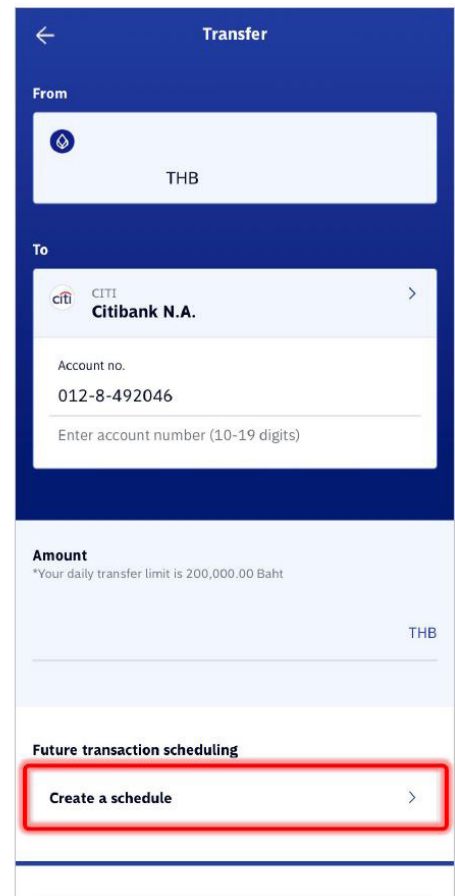 Transfer
From
THB
To
citi CITI
Citibank N.A.
Account no.
012-8-492046
Enter account number (10-19 digits)
Amount
*Your daily transfer limit is 200,000.00 Baht
THB
Future transaction scheduling
Create a schedule